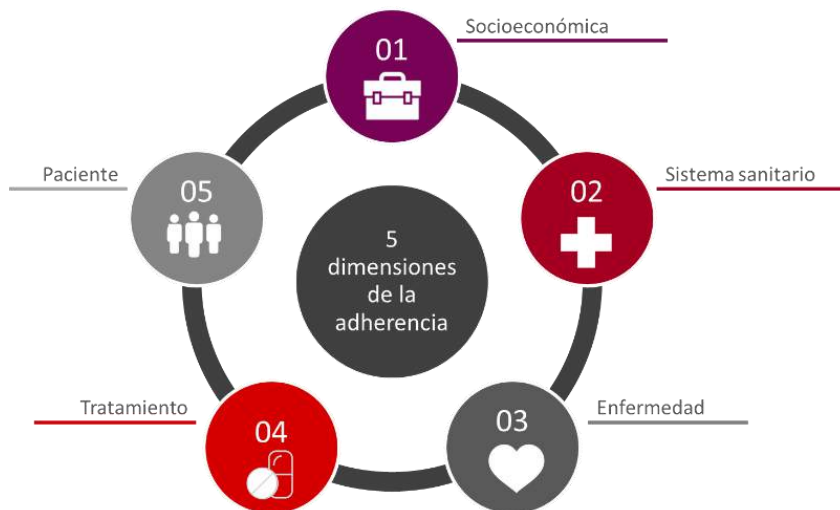 01
Socioeconómica
02
Sistema sanitario
03
Enfermedad
04
Tratamiento
05
Paciente
5
dimensiones
de la
adherencia